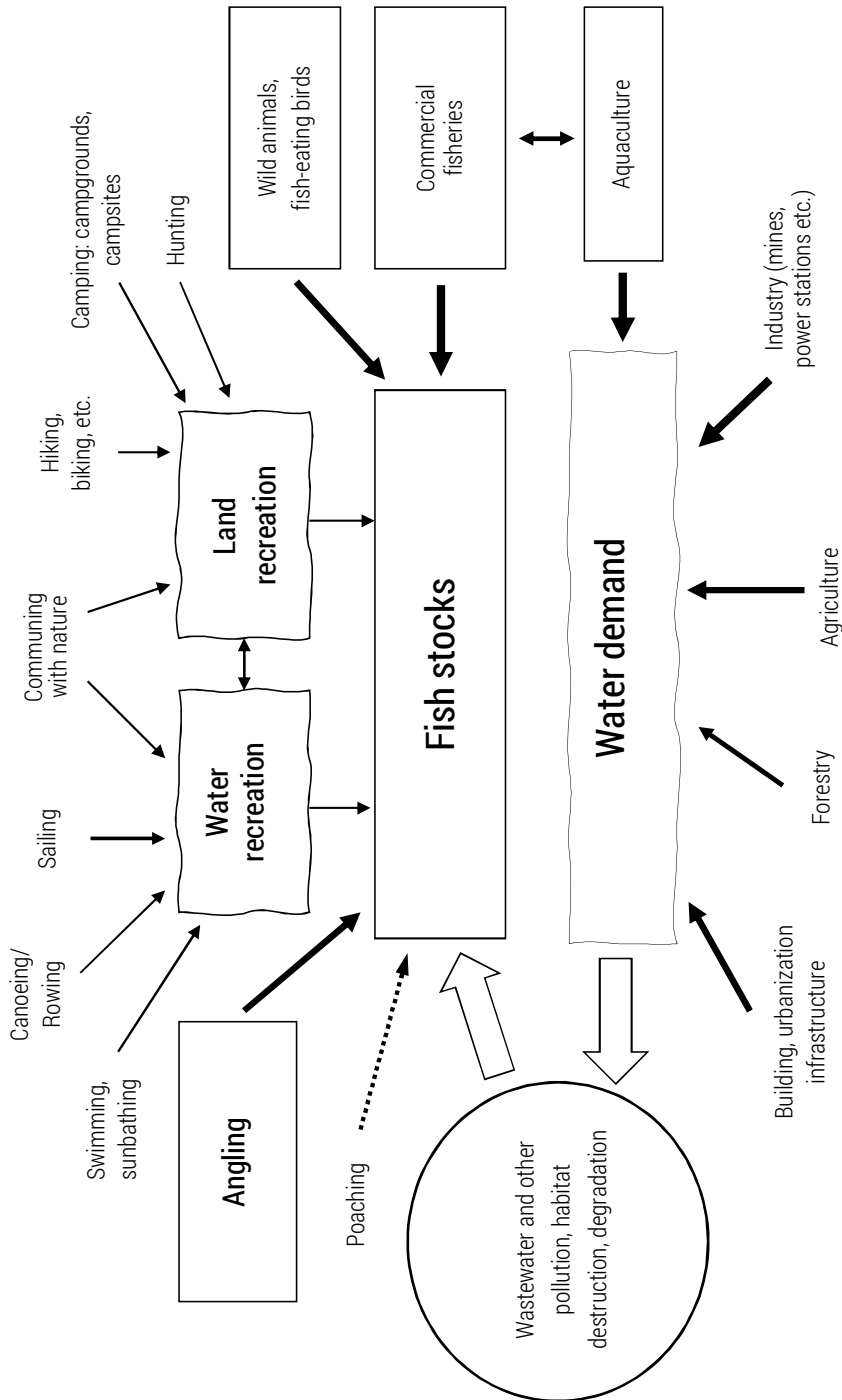 Camping: campgrounds,
campsites
Hunting
Hiking,
biking, etc.
Communing
with nature
Sailing
Canoeing/
Rowing
Swimming,
sunbathing
Land
recreation
Water
recreation
Angling
Poaching
Wild animals,
fish-eating birds
Commercial
fisheries
Aquaculture
Fish stocks
Water demand
Wastewater and other
pollution, habitat
destruction, degradation
Building, urbanization
infrastructure
Forestry
Agriculture
Industry (mines,
power stations etc.)